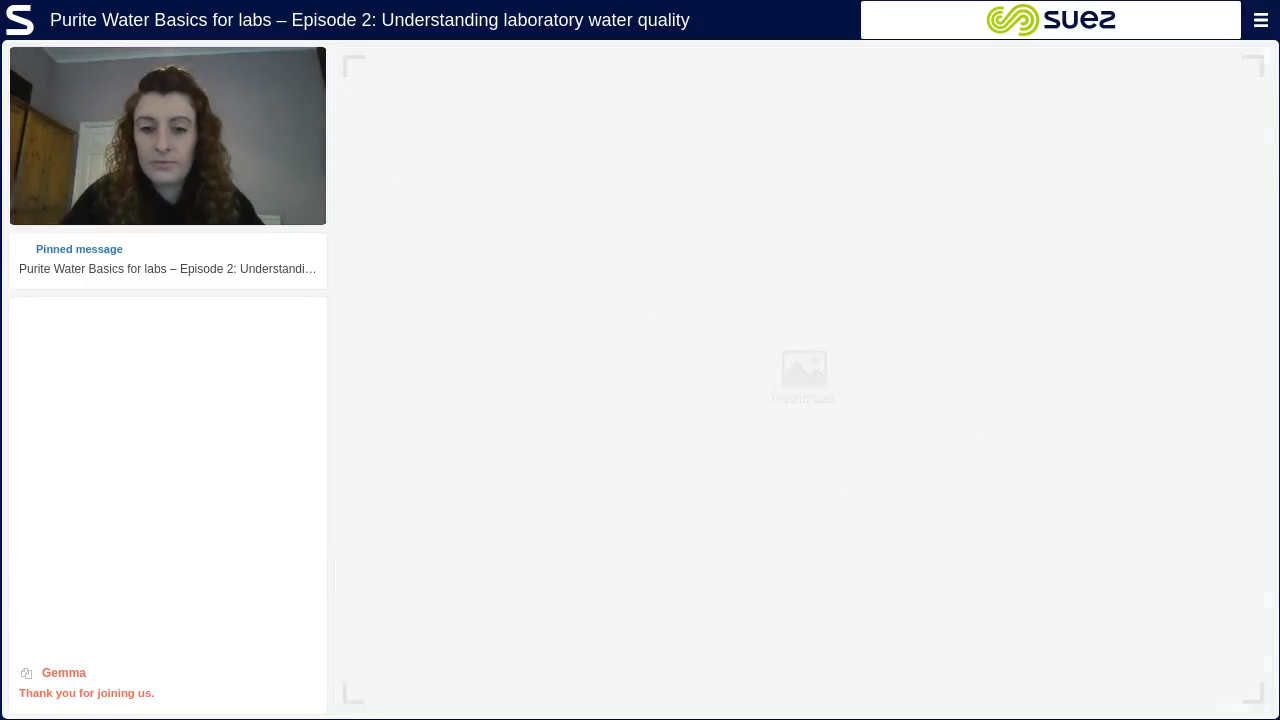 Purite Water Basics for labs – Episode 2: Understanding laboratory water quality
suez
Pinned message
Purite Water Basics for labs – Episode 2: Understandi…
Gemma
Thank you for joining us.